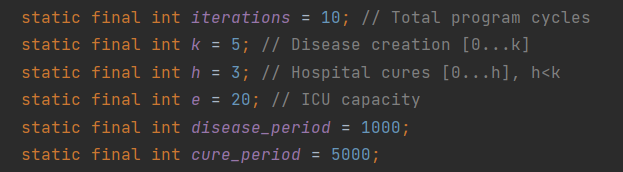 static final int iterations = 10; // Total program cycles
static final int k = 5; // Disease creation [0...k]
static final int h = 3; // Hospital cures [0...h], h<k
static final int e = 20; // ICU capacity
static final int disease_period = 1000;
static final int cure_period = 5000;